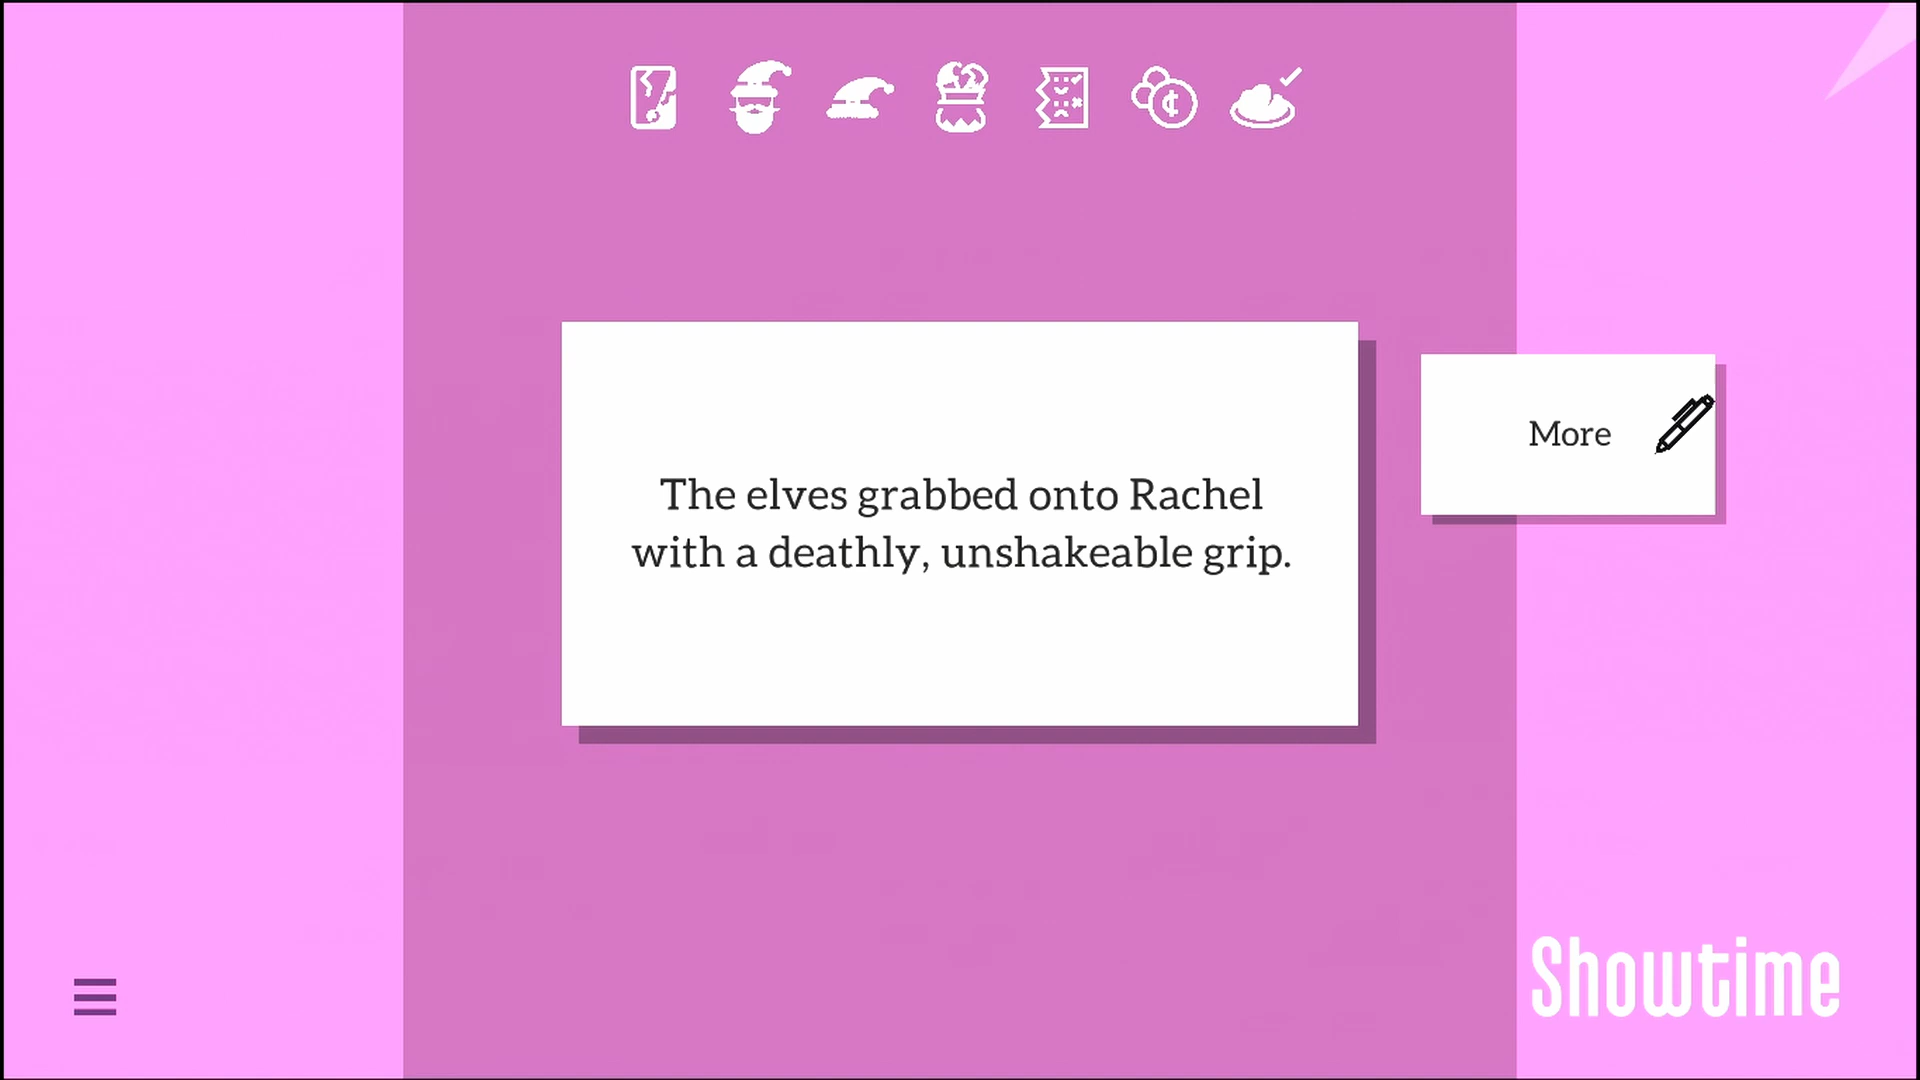 The elves grabbed onto Rachel
with a deathly, unshakeable grip.
More
Showtime